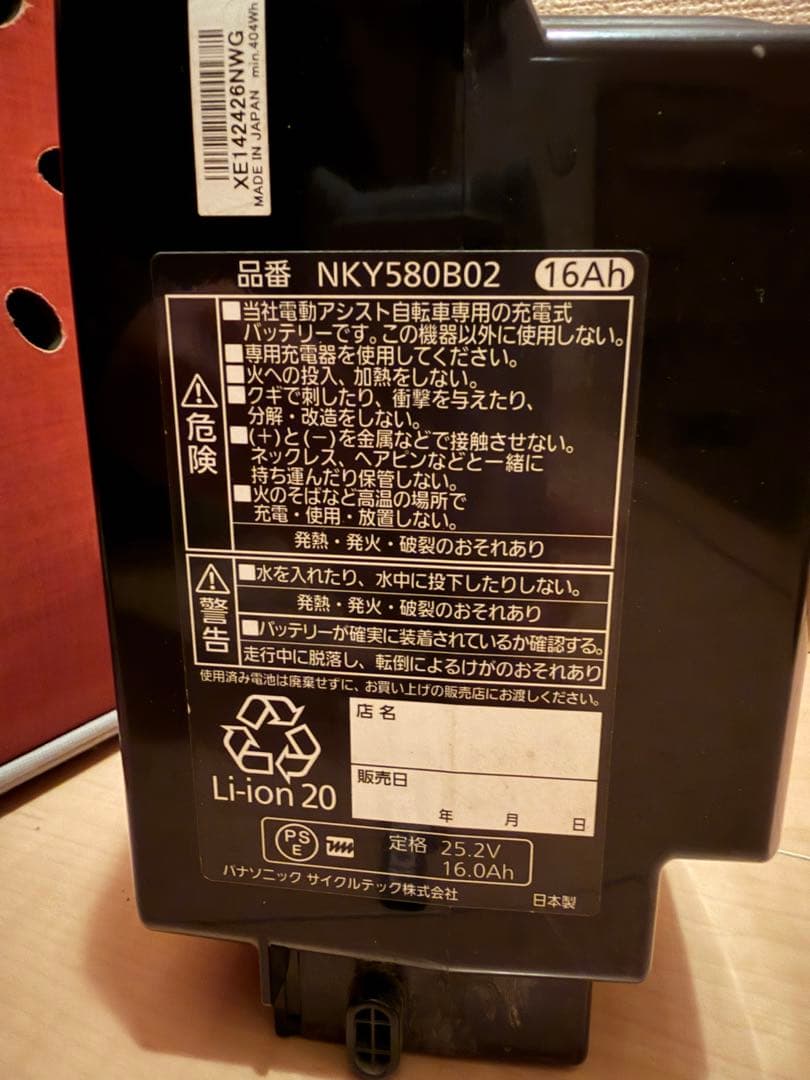 XE142426NWG
MADE IN JAPAN min.404Wh
品番 NKY580B02 16Ah
危険
■当社電動アシスト自転車専用の充電式
バッテリーです。この機器以外に使用しない。
■専用充電器を使用してください。
■火への投入、加熱をしない。
■クギで刺したり、衝撃を与えたり、
分解・改造をしない。
■(+)と(−)を金属などで接触させない。
ネックレス、ヘアピンなどと一緒に
持ち運んだり保管しない。
■火のそばなど高温の場所で
充電・使用・放置しない。
発熱・発火・破裂のおそれあり
警告
■水を入れたり、水中に投下したりしない。
発熱・発火・破裂のおそれあり
■バッテリーが確実に装着されているか確認する。
走行中に脱落し、転倒によるけがのおそれあり
使用済み電池は廃棄せずに、お買い上げの販売店にお渡しください。
店名
販売日
年 月 日
Li-ion 20
PS
E
定格 25.2V
16.0Ah
パナソニック サイクルテック株式会社
日本製